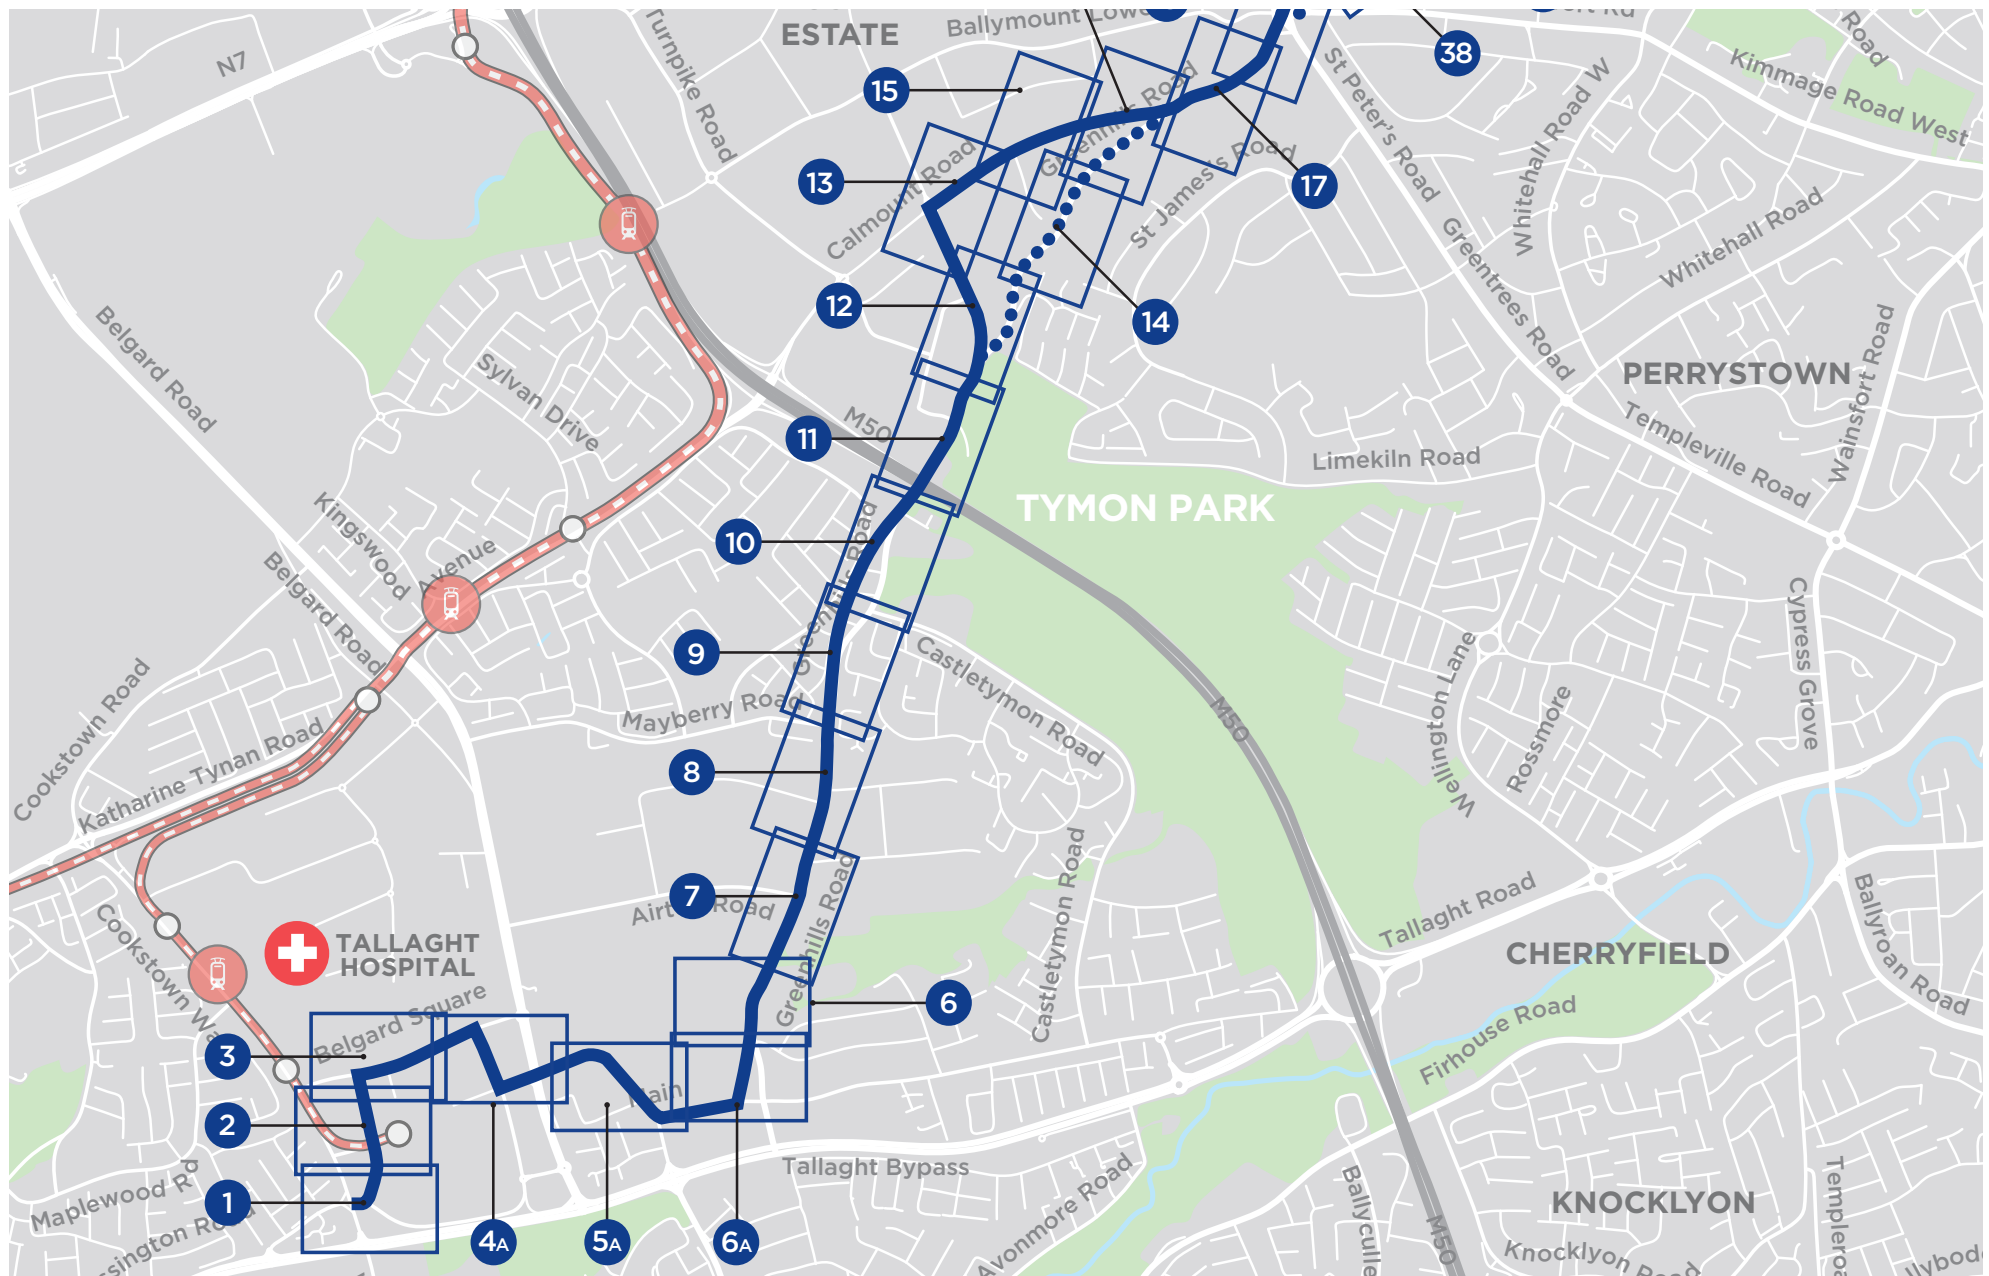 ESTATE
N7
Turnpike Road
Road
38
Kimmage Road West
St Peter's Road
Whitehall Road W
15
Greenhills Road
13
Calmount Road
St James's Road
17
Whitehall Road
Greentrees Road
12
14
Belgard Road
Sylvan Drive
PERRYSTOWN
Wainsfort Road
M50
11
Limekiln Road
Templeville Road
TYMON PARK
Kingswood
Avenue
10
Greenhills Road
Belgard Road
9
Castletymon Road
Cypress Grove
Wellington Lane
Cookstown Road
Mayberry Road
M50
Rossmore
Katharine Tynan Road
8
Castletymon Road
7
Road
Greenhills Road
Tallaght Road
Ballyroan Road
TALLAGHT
HOSPITAL
CHERRYFIELD
6
Belgard Square
Firhouse Road
3
Main
2
Tallaght Bypass
Maplewood Rd
1
Avonmore Road
KNOCKLYON
4A
5A
6A
M50
Knocklyon Road